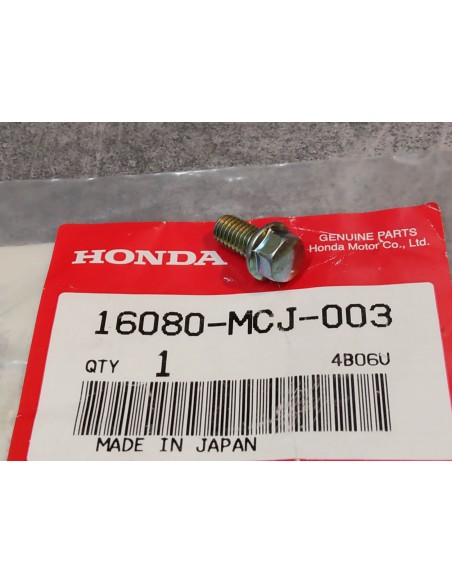 GENUINE PARTS
HONDA
Honda Motor Co., Ltd.
16080-MCJ-003
QTY 1 4B06U
MADE IN JAPAN